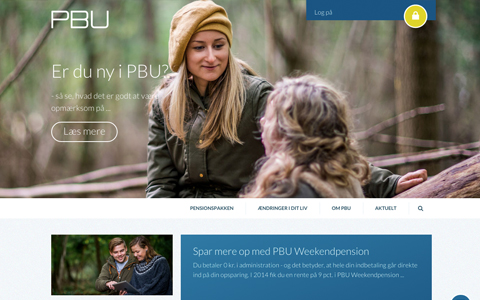 PBU
Log på
Er du ny i PBU?
- så se, hvad det er godt at være
opmærksom på ...
Læs mere
PENSIONSPAKKEN ÆNDRINGER I DIT LIV OM PBU AKTUELT
Spar mere op med PBU Weekendpension
Du betaler 0 kr. i administration - og det betyder, at hele din indbetaling går direkte
ind på din opsparing. I 2014 fik du en rente på 9 pct. i PBU Weekendpension ...